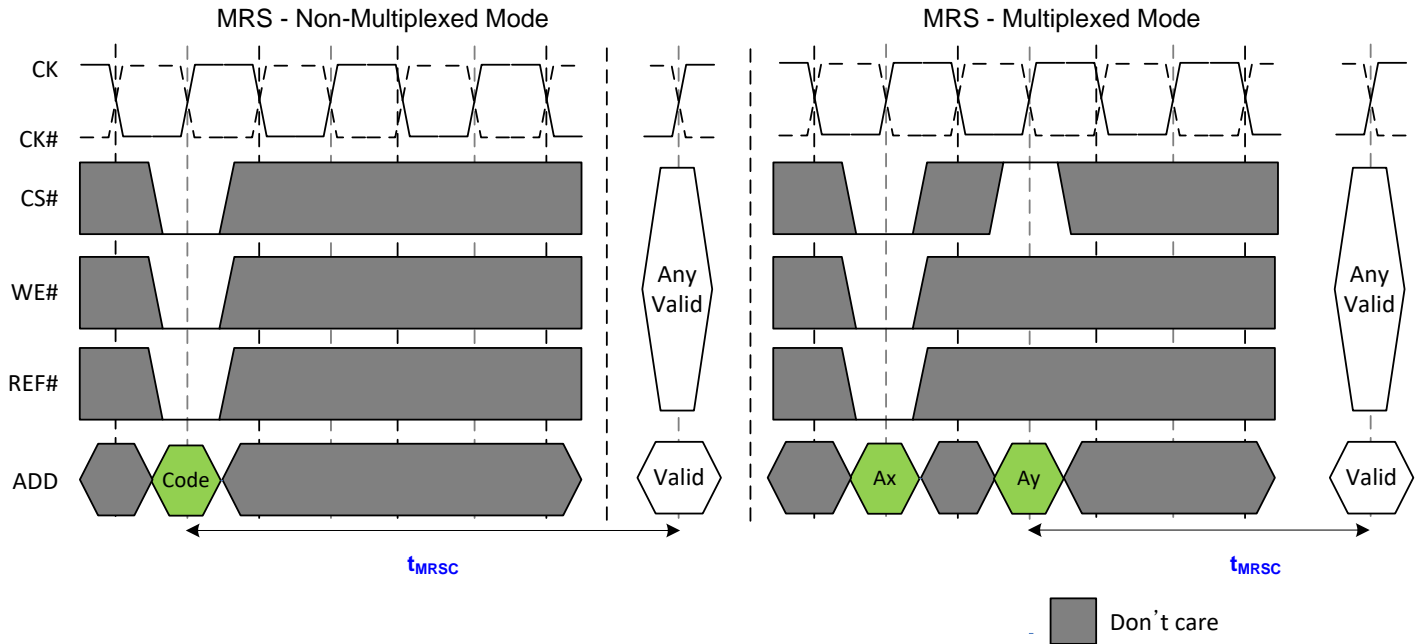 MRS - Non-Multiplexed Mode
MRS - Multiplexed Mode
CK
CK#
CS#
WE#
Any
Valid
Any
Valid
REF#
ADD
Code
Valid
Ax
Ay
Valid
tMRSC
tMRSC
Don't care